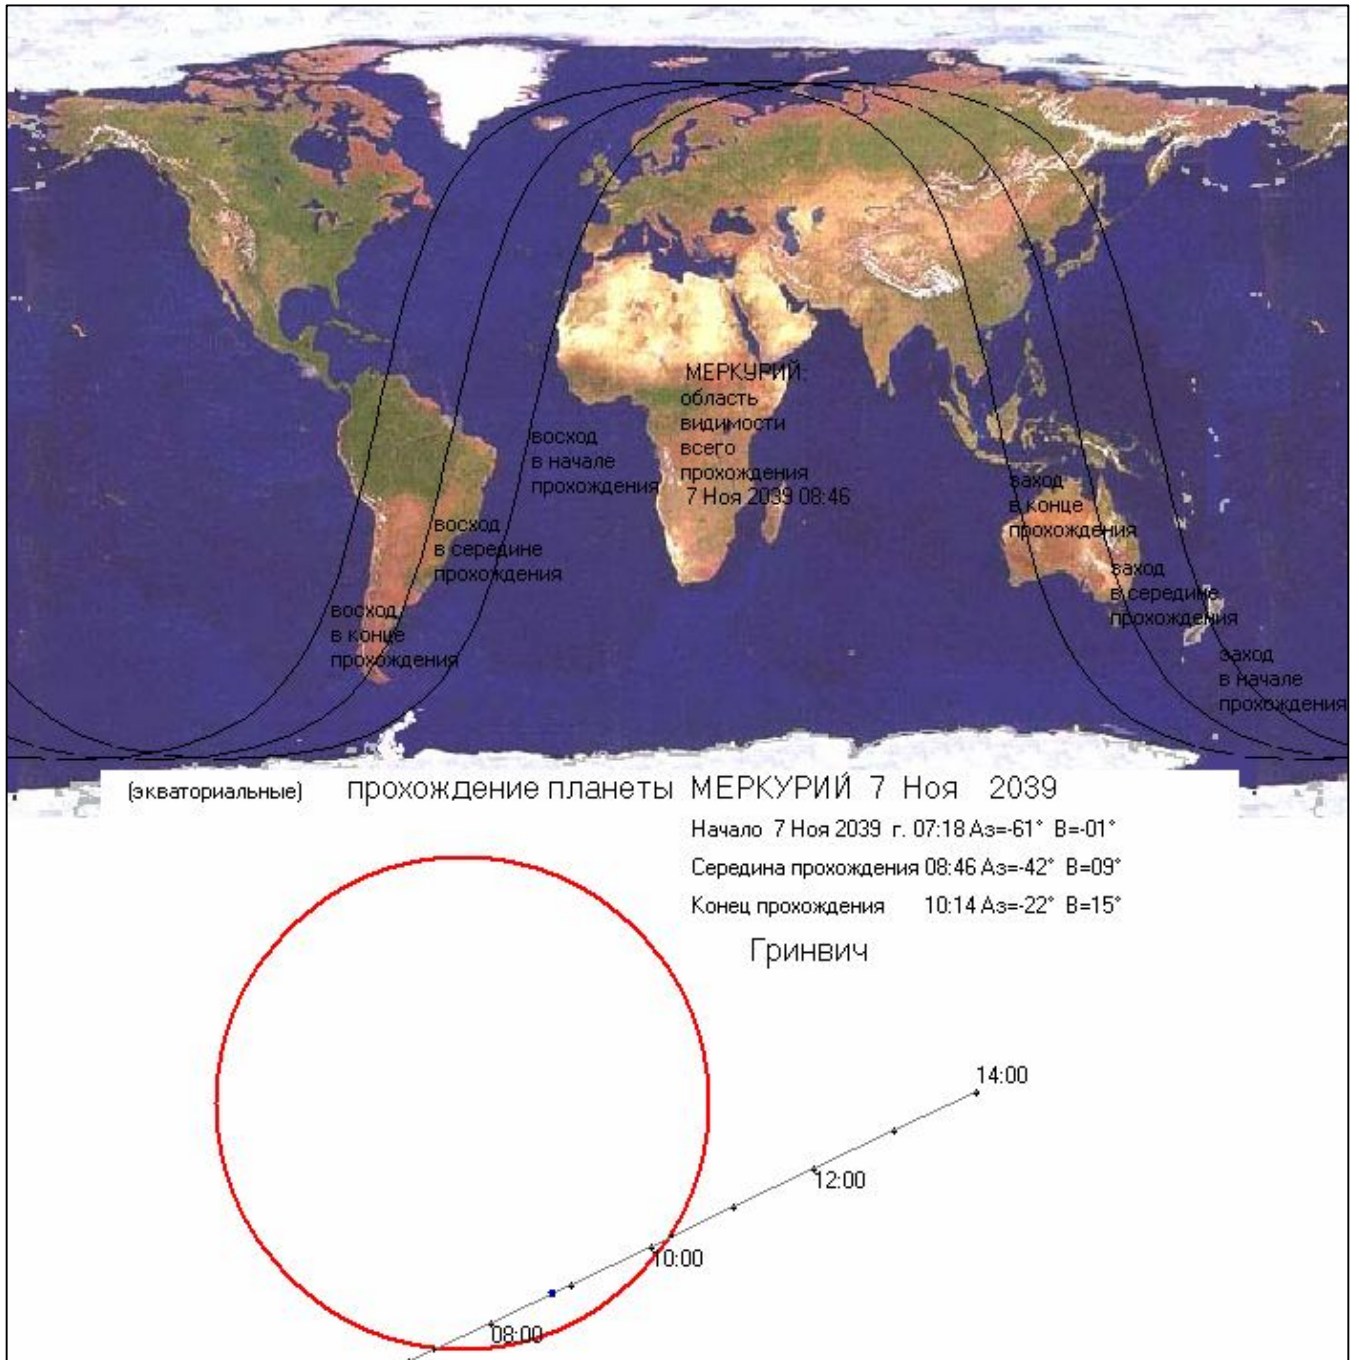 МЕРКУРИЙ:
область
видимости
всего
прохождения
7 Ноя 2039 08:46
восход
в начале
прохождения
восход
в середине
прохождения
восход
в конце
прохождения
заход
в конце
прохождения
заход
в середине
прохождения
заход
в начале
прохождения
(экваториальные) прохождение планеты МЕРКУРИЙ 7 Ноя 2039
Начало 7 Ноя 2039 г. 07:18 Аз=-61° В=-01°
Середина прохождения 08:46 Аз=-42° В=09°
Конец прохождения 10:14 Аз=-22° В=15°
Гринвич
14:00
12:00
10:00
08:00